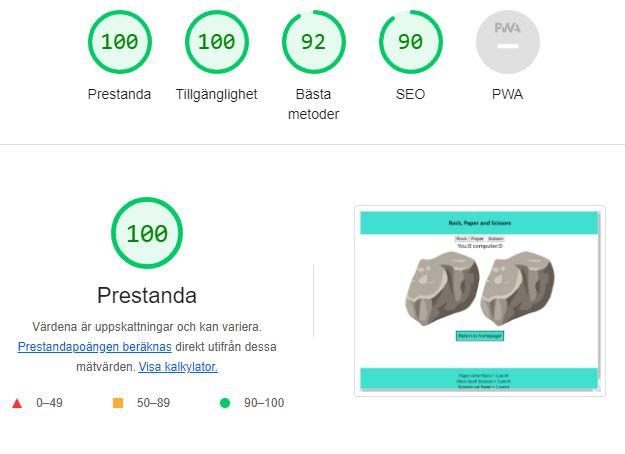 100 100 92 90 PWA
Prestanda Tillgänglighet Bästa metoder SEO PWA
100
Prestanda
Värdena är uppskattningar och kan variera.
Prestandapoängen beräknas direkt utifrån dessa
mätvärden. Visa kalkylator.
0–49 50–89 90–100
Rock, Paper and Scissors
Rock Paper Scissor
You:0 computer:0
Return to homepage!
Paper cover Rock = 1 point
Rock crush Scissors = 1 point
Scissors cut Paper = 1 point